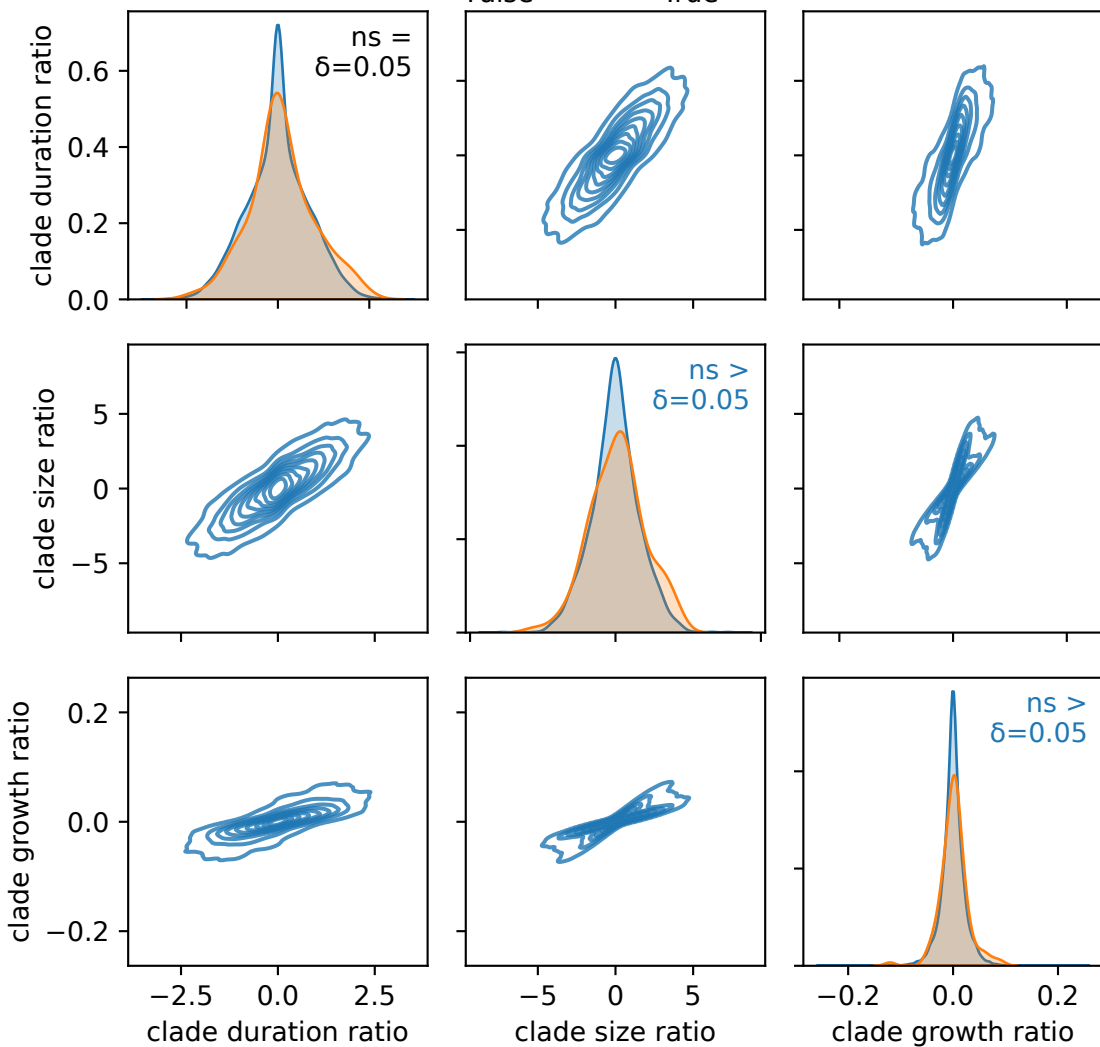 clade duration ratio
0.6
0.4
0.2
0.0
ns =
δ=0.05
clade size ratio
5
0
−5
ns >
δ=0.05
clade growth ratio
0.2
0.0
−0.2
ns >
δ=0.05
−2.5 0.0 2.5
−5 0 5
−0.2 0.0 0.2
clade duration ratio
clade size ratio
clade growth ratio